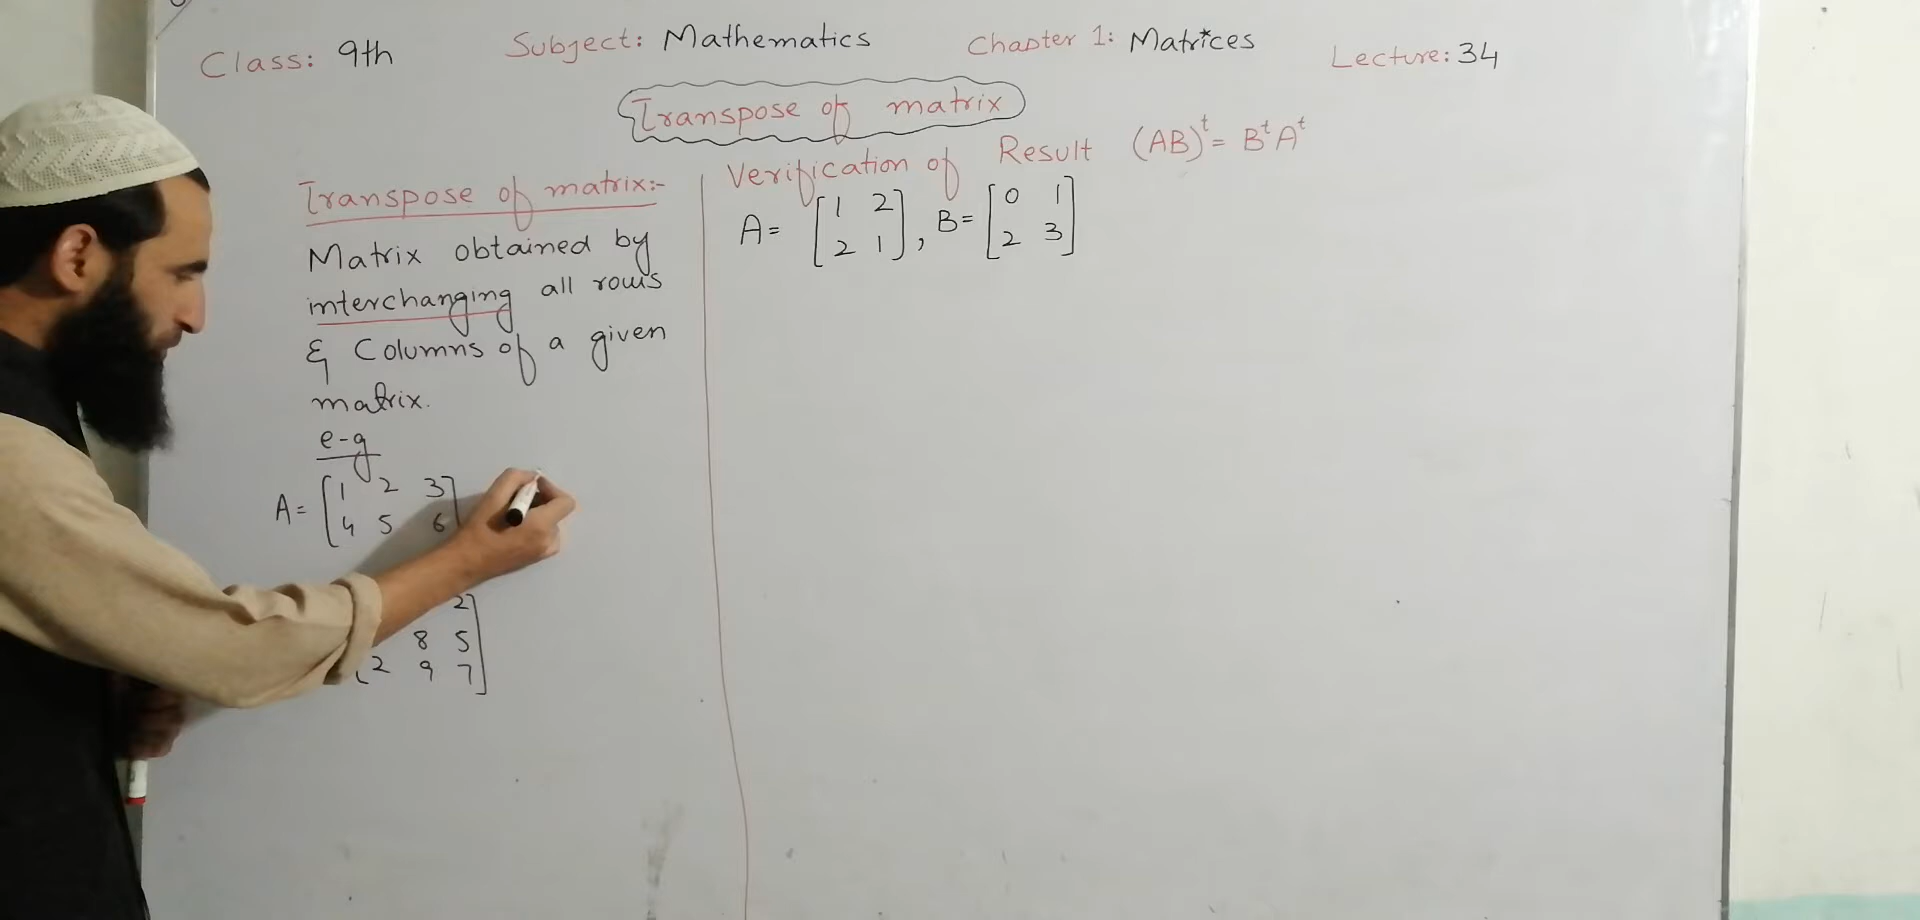 Class: 9th Subject: Mathematics Chapter 1: Matrices Lecture: 34
Transpose of matrix
Transpose of matrix:-
Matrix obtained by
interchanging all rows
& Columns of a given
matrix.
e-g
A= [1 2 3
4 5 6]
2]
8 5
2 9 7]
Verification of Result (AB)ᵗ= BᵗAᵗ
A= [1 2
2 1], B= [0 1
2 3]